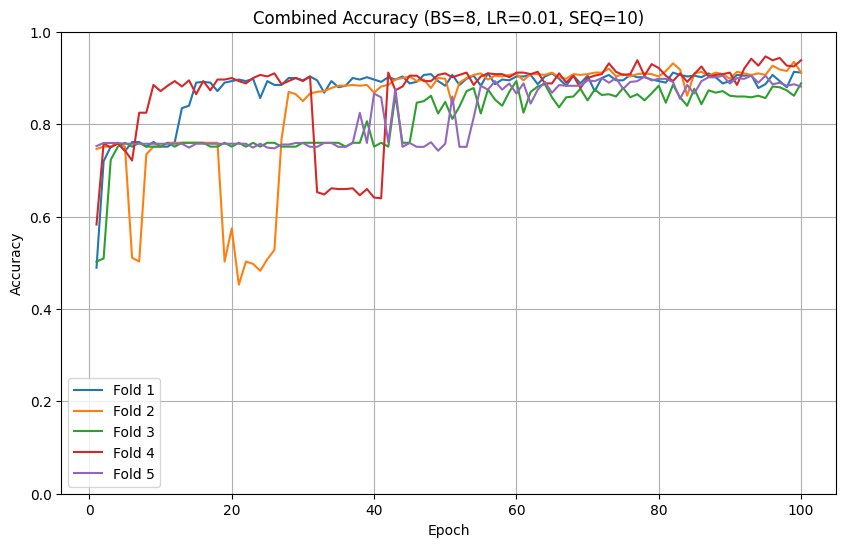 Combined Accuracy (BS=8, LR=0.01, SEQ=10)
1.0
0.8
0.6
0.4
0.2
0.0
Accuracy
Fold 1
Fold 2
Fold 3
Fold 4
Fold 5
0 20 40 60 80 100
Epoch